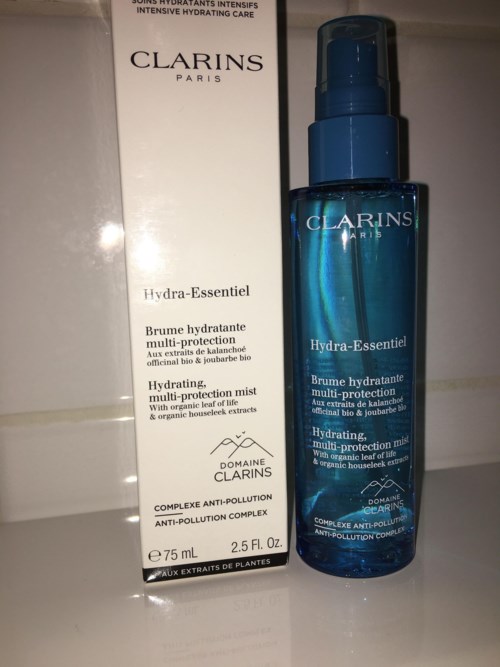 SOINS HYDRATANTS INTENSIFS
INTENSIVE HYDRATING CARE
CLARINS
PARIS
Hydra-Essentiel
Brume hydratante
multi-protection
Aux extraits de kalanchoé
officinal bio & joubarbe bio
Hydrating,
multi-protection mist
With organic leaf of life
& organic houseleek extracts
DOMAINE
CLARINS
COMPLEXE ANTI-POLLUTION
ANTI-POLLUTION COMPLEX
℮75 mL 2.5 Fl. Oz.
AUX EXTRAITS DE PLANTES
CLARINS
PARIS
Hydra-Essentiel
Brume hydratante
multi-protection
Aux extraits de kalanchoé
officinal bio & joubarbe bio
Hydrating,
multi-protection mist
With organic leaf of life
& organic houseleek extracts
DOMAINE
CLARINS
COMPLEXE ANTI-POLLUTION
ANTI-POLLUTION COMPLEX